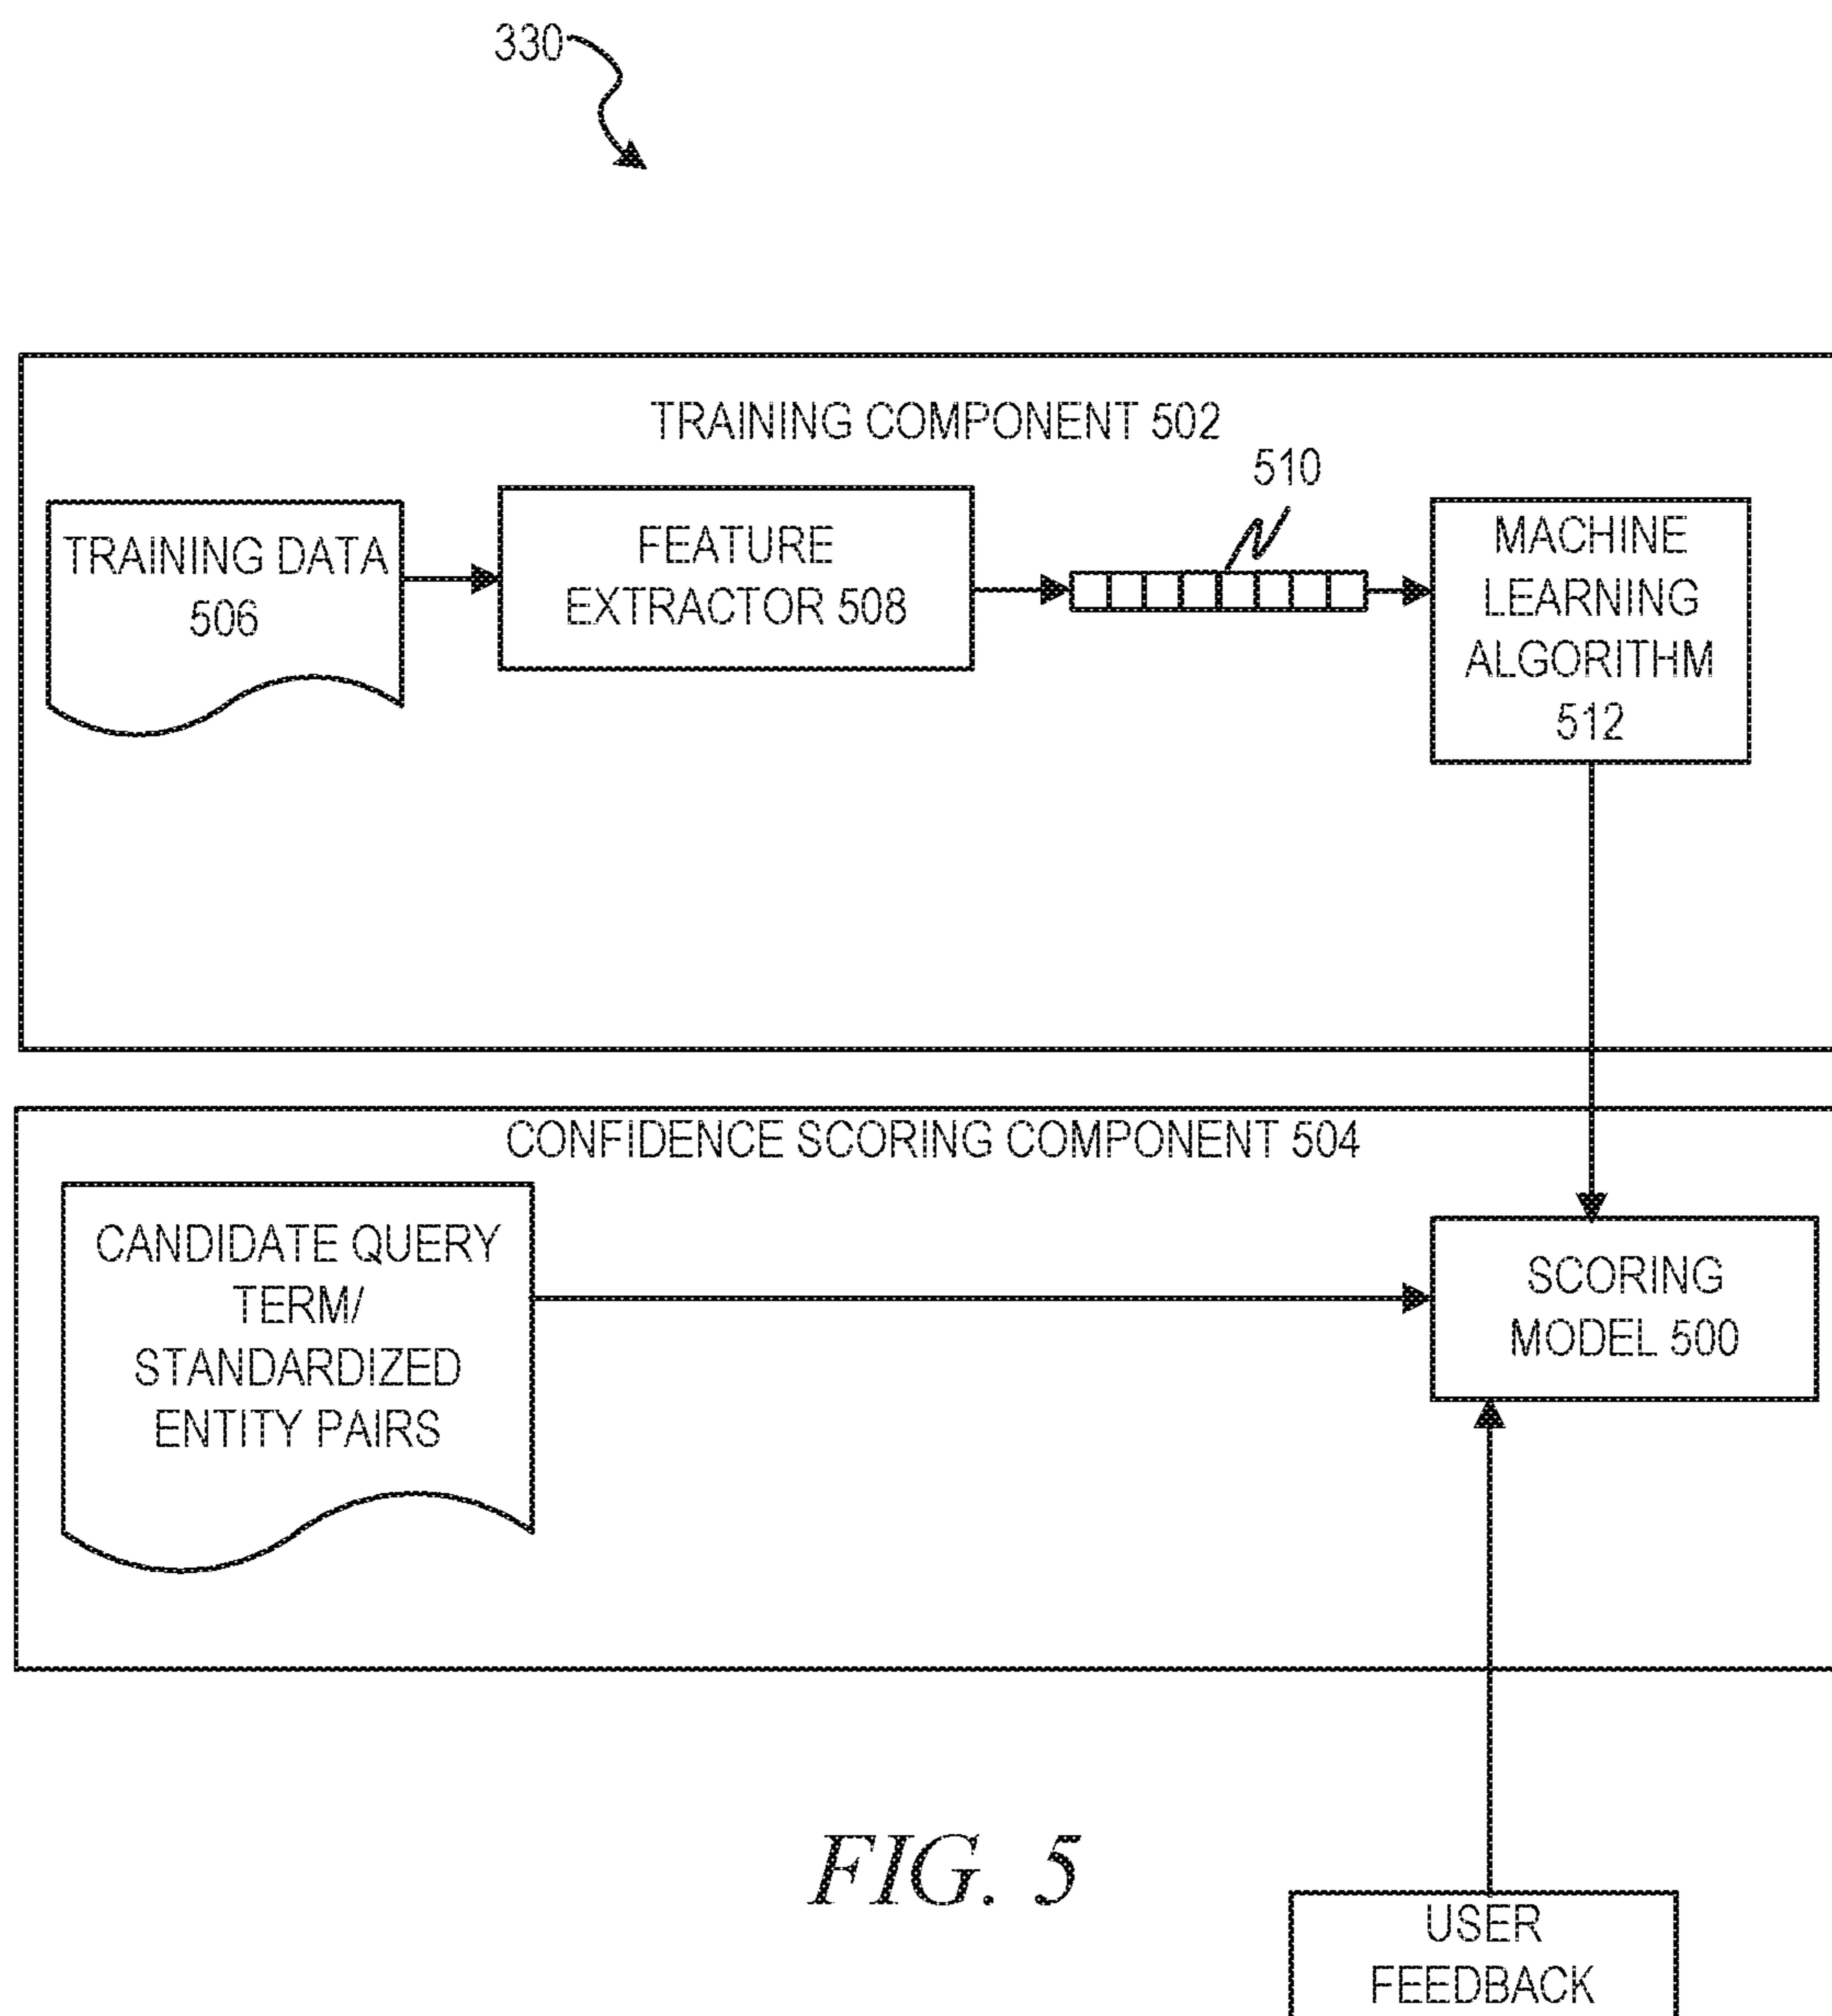 330
TRAINING COMPONENT 502
510
TRAINING DATA
506
FEATURE
EXTRACTOR 508
MACHINE
LEARNING
ALGORITHM
512
CONFIDENCE SCORING COMPONENT 504
CANDIDATE QUERY
TERM/
STANDARDIZED
ENTITY PAIRS
SCORING
MODEL 500
FIG. 5
USER
FEEDBACK